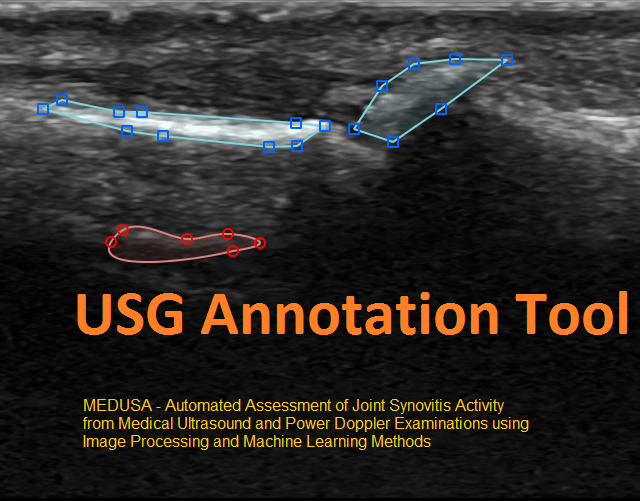 USG Annotation Tool
MEDUSA - Automated Assessment of Joint Synovitis Activity
from Medical Ultrasound and Power Doppler Examinations using
Image Processing and Machine Learning Methods